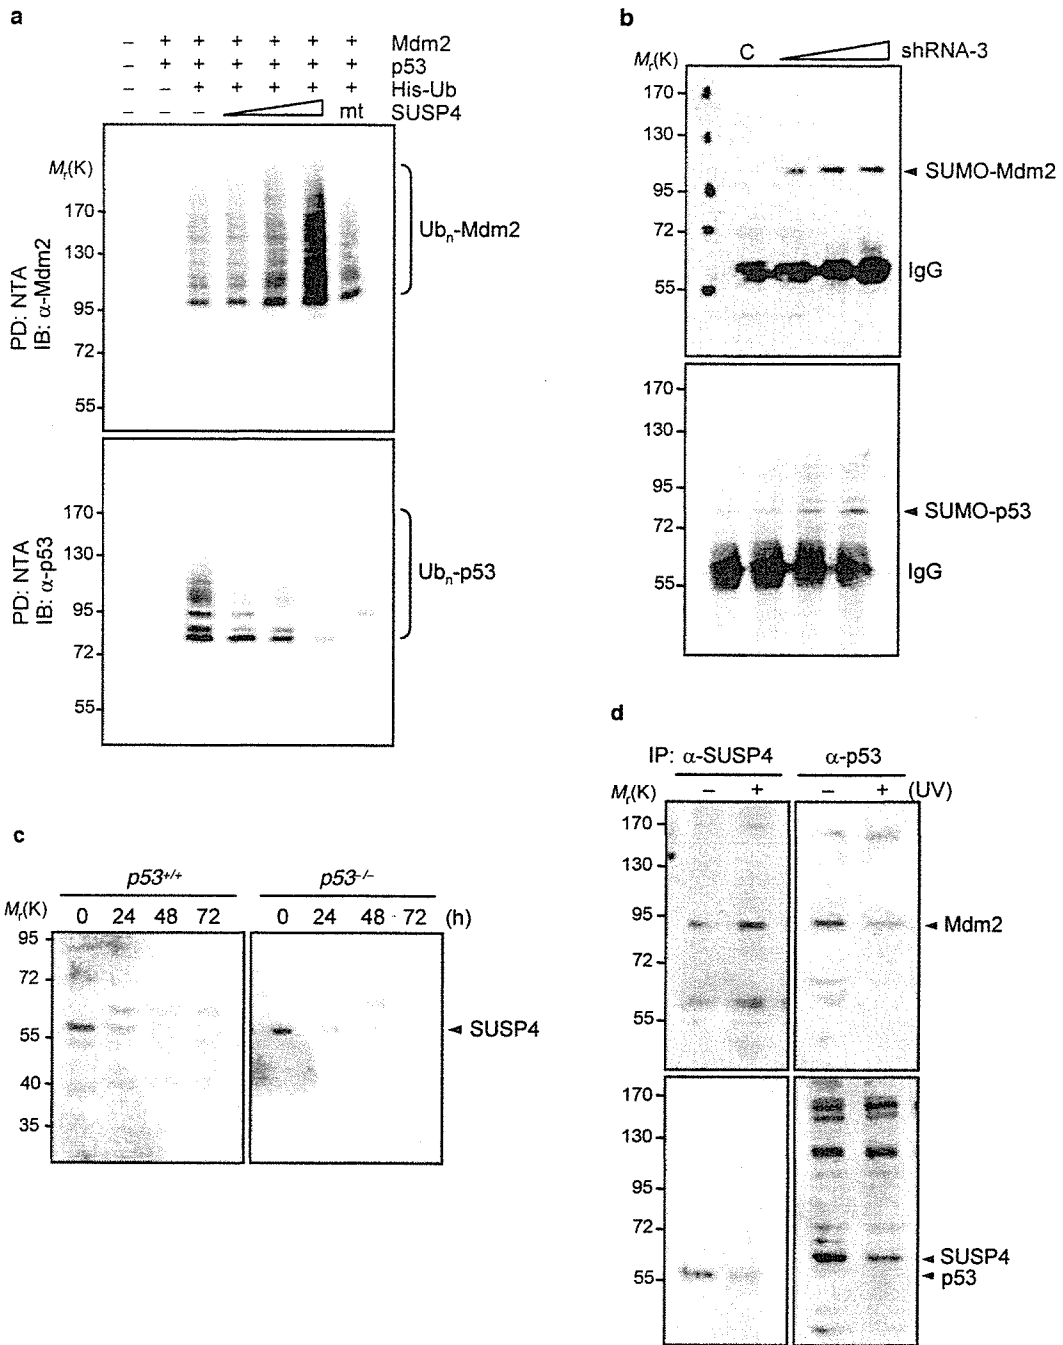 a
– + + + + + + Mdm2
– + + + + + + p53
– – + + + + + His-Ub
– – – mt SUSP4
Mr(K)
170
130
95
72
55
PD: NTA
IB: α-Mdm2
Ubn-Mdm2
170
130
95
72
55
PD: NTA
IB: α-p53
Ubn-p53
b
C shRNA-3
Mr(K)
170
130
95
72
55
SUMO-Mdm2
IgG
170
130
95
72
55
SUMO-p53
IgG
c
p53+/+ p53–/–
Mr(K) 0 24 48 72 0 24 48 72 (h)
95
72
55
40
35
SUSP4
d
IP: α-SUSP4 α-p53
Mr(K) – + – + (UV)
170
130
95
72
55
Mdm2
170
130
95
72
55
SUSP4
p53